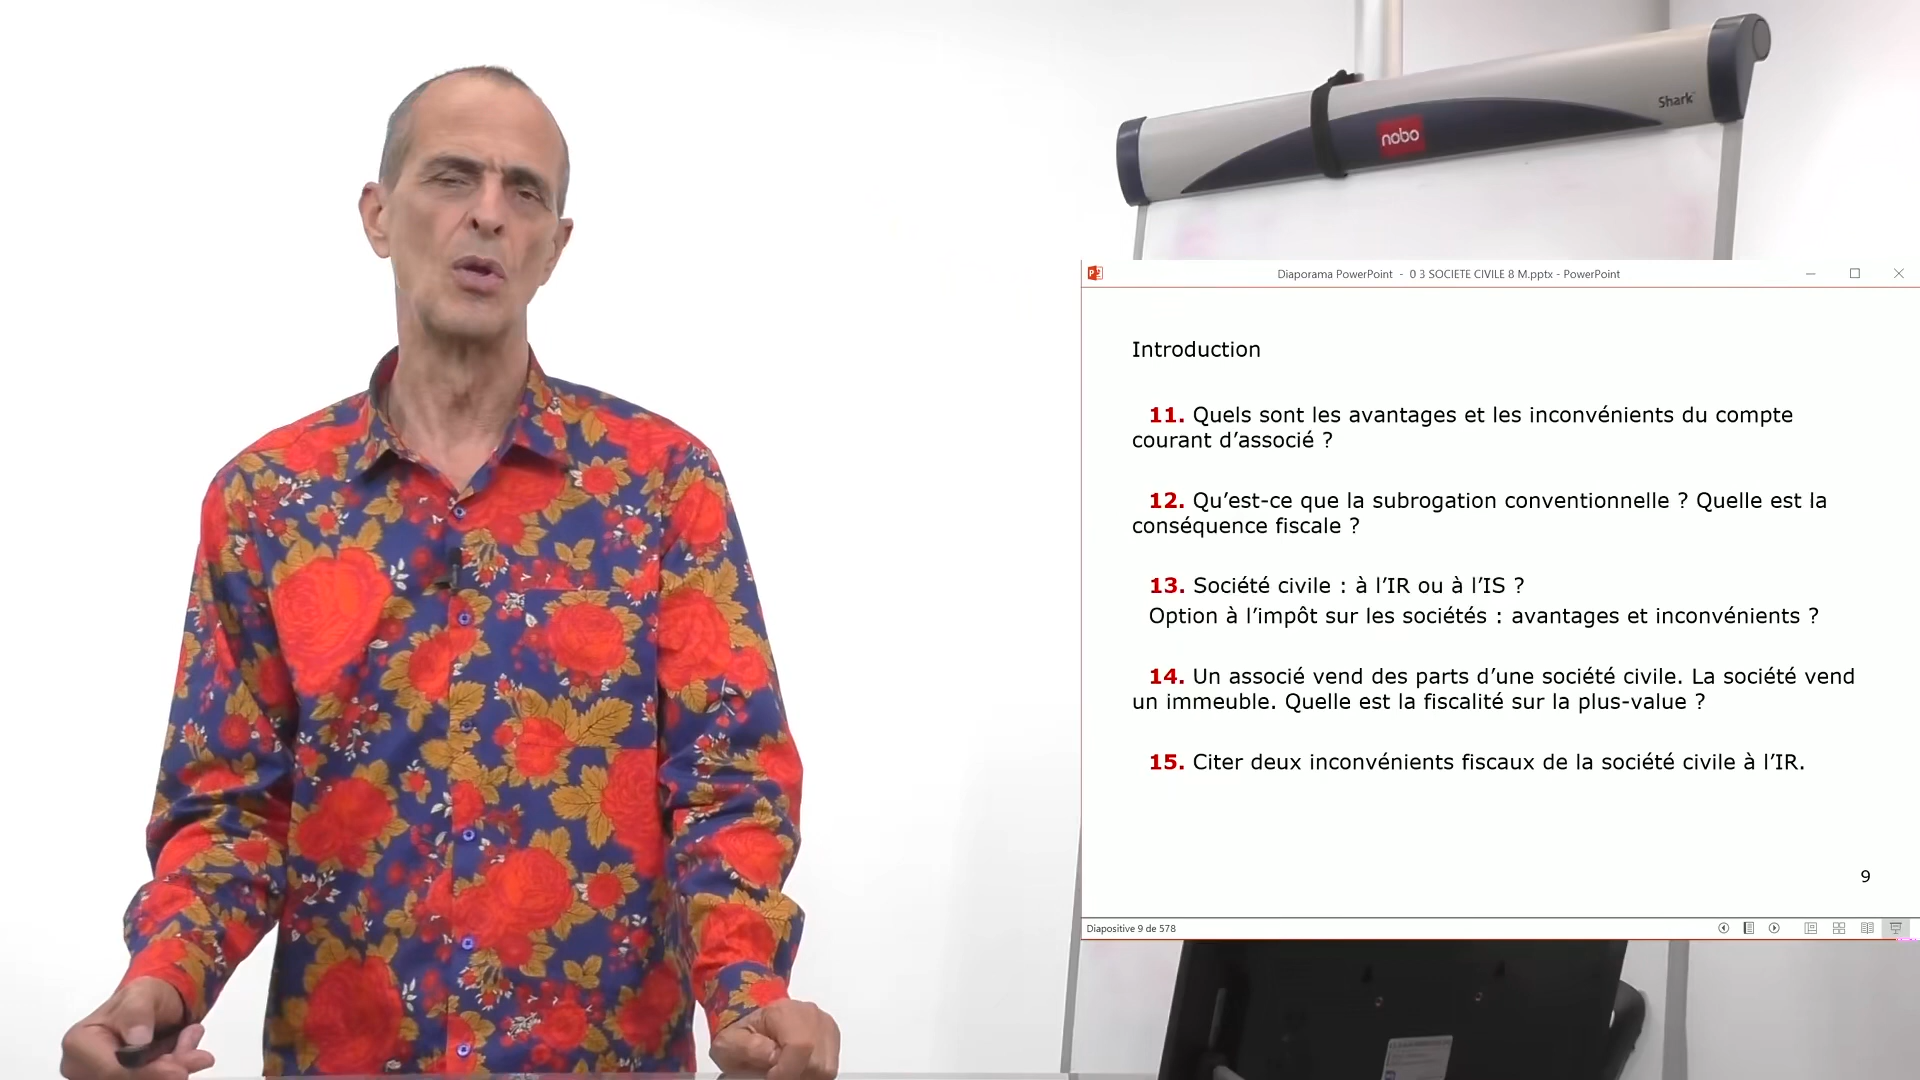 Shark
nobo
Diaporama PowerPoint - 0 3 SOCIETE CIVILE 8 M.pptx - PowerPoint
Introduction
11. Quels sont les avantages et les inconvénients du compte
courant d’associé ?
12. Qu’est-ce que la subrogation conventionnelle ? Quelle est la
conséquence fiscale ?
13. Société civile : à l’IR ou à l’IS ?
Option à l’impôt sur les sociétés : avantages et inconvénients ?
14. Un associé vend des parts d’une société civile. La société vend
un immeuble. Quelle est la fiscalité sur la plus-value ?
15. Citer deux inconvénients fiscaux de la société civile à l’IR.
9
Diapositive 9 de 578